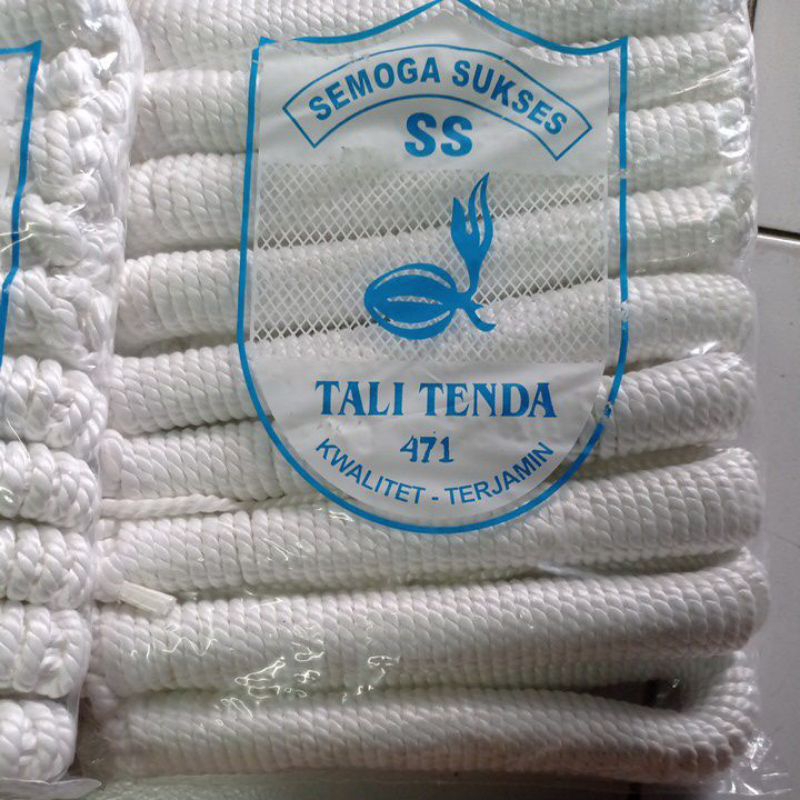 SEMOGA SUKSES
SS
TALI TENDA
471
KWALITET - TERJAMIN